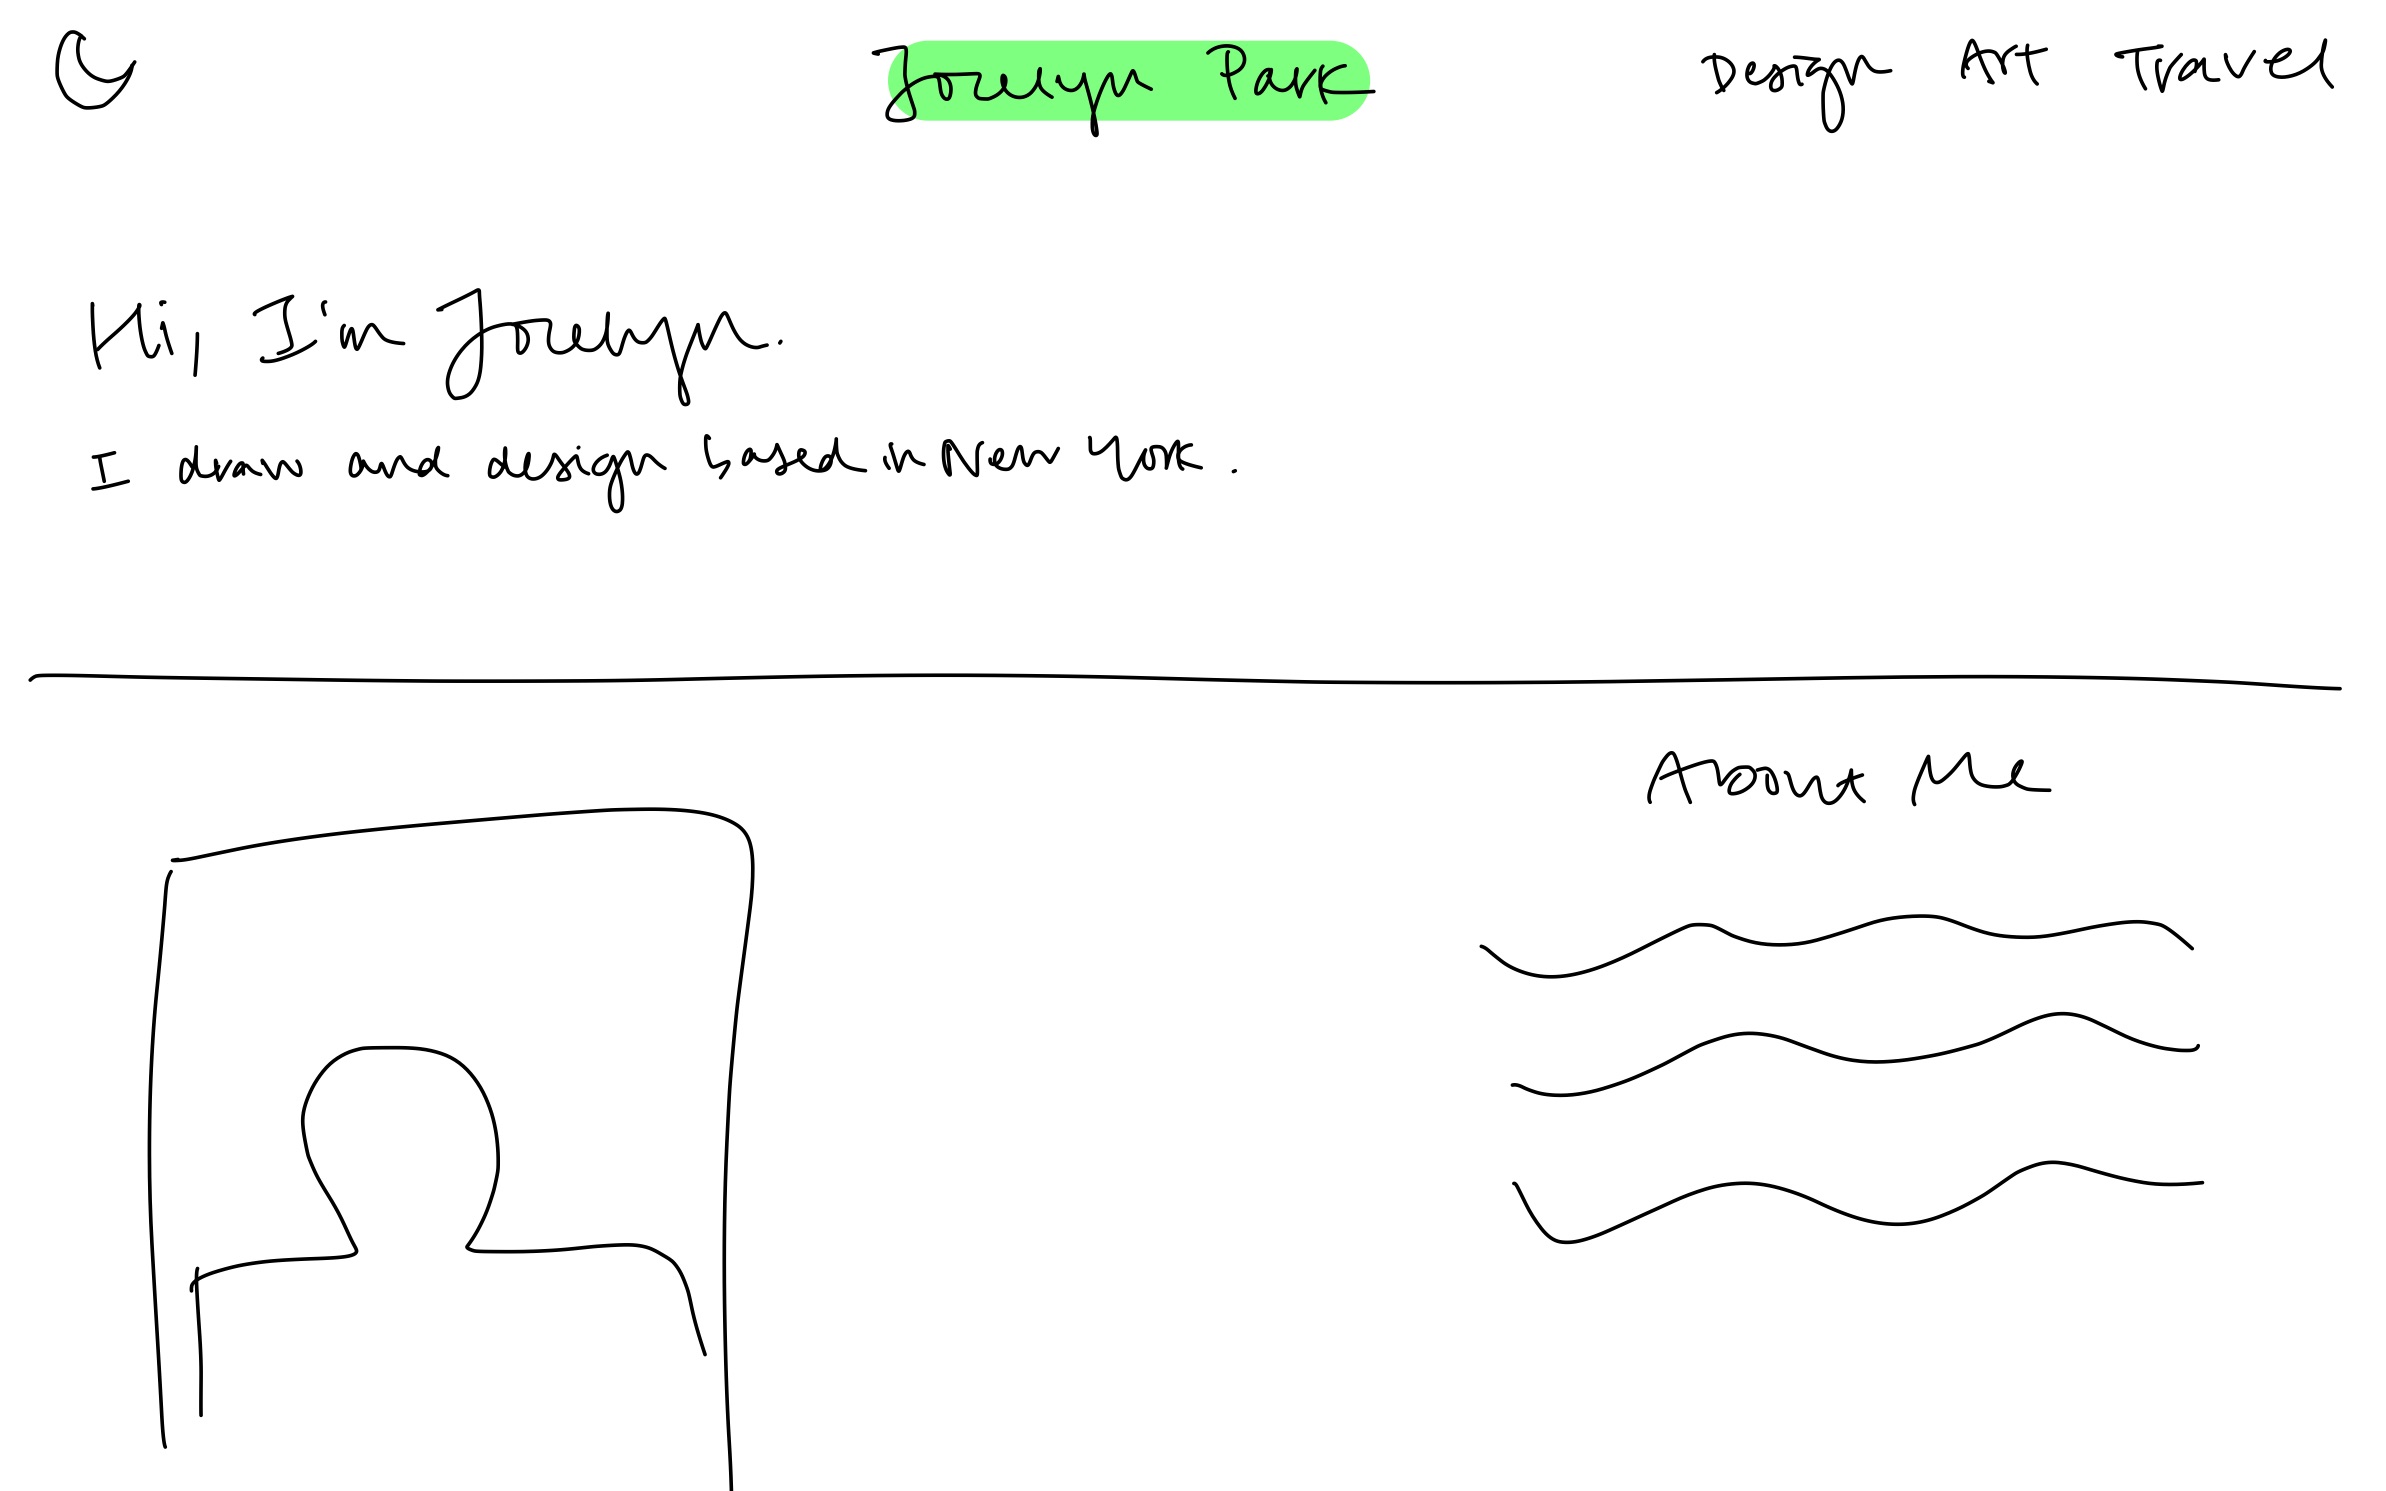 Jocelyn Park
Design Art Travel
Hi, I'm Jocelyn.
I draw and design based in New York.
About Me